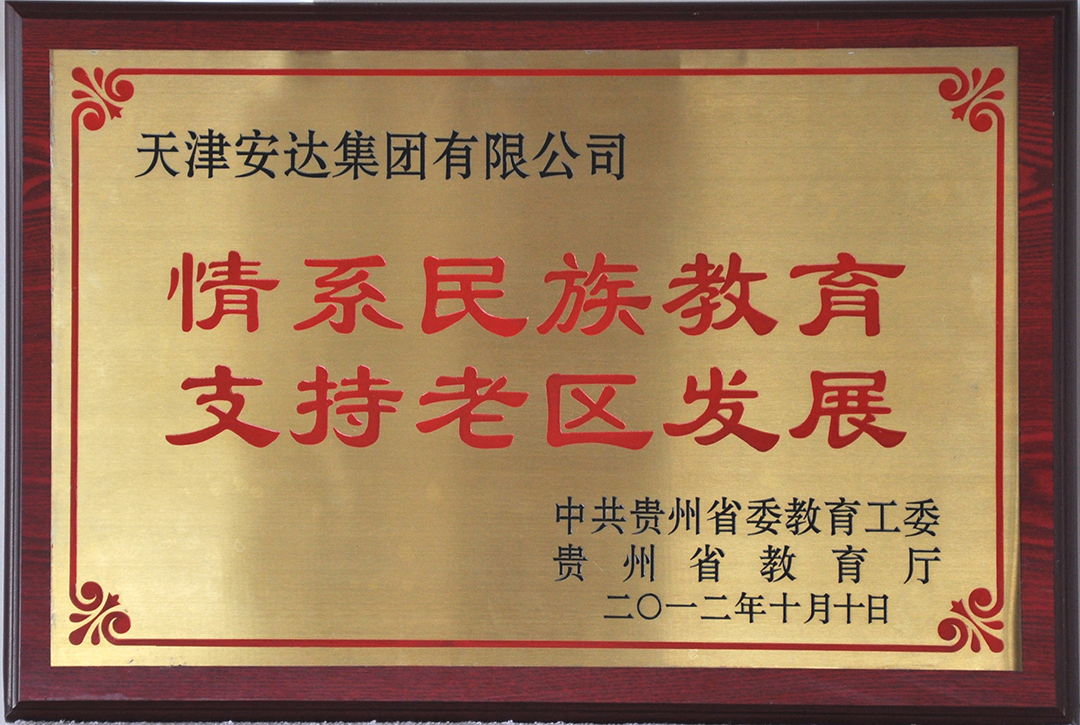 天津安达集团有限公司
情系民族教育
支持老区发展
中共贵州省委教育工委
贵州省教育厅
二〇一二年十月十日